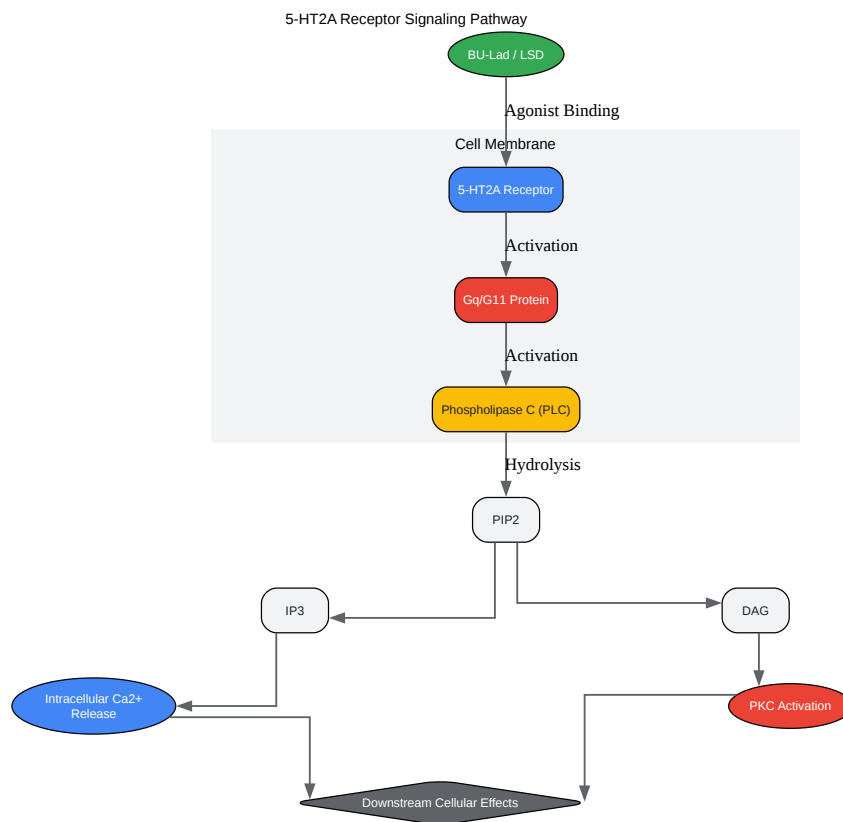 5-HT2A Receptor Signaling Pathway
BU-Lad / LSD
Agonist Binding
Cell Membrane
5-HT2A Receptor
Activation
Gq/G11 Protein
Activation
Phospholipase C (PLC)
Hydrolysis
PIP2
IP3
DAG
Intracellular Ca2+
Release
PKC Activation
Downstream Cellular Effects